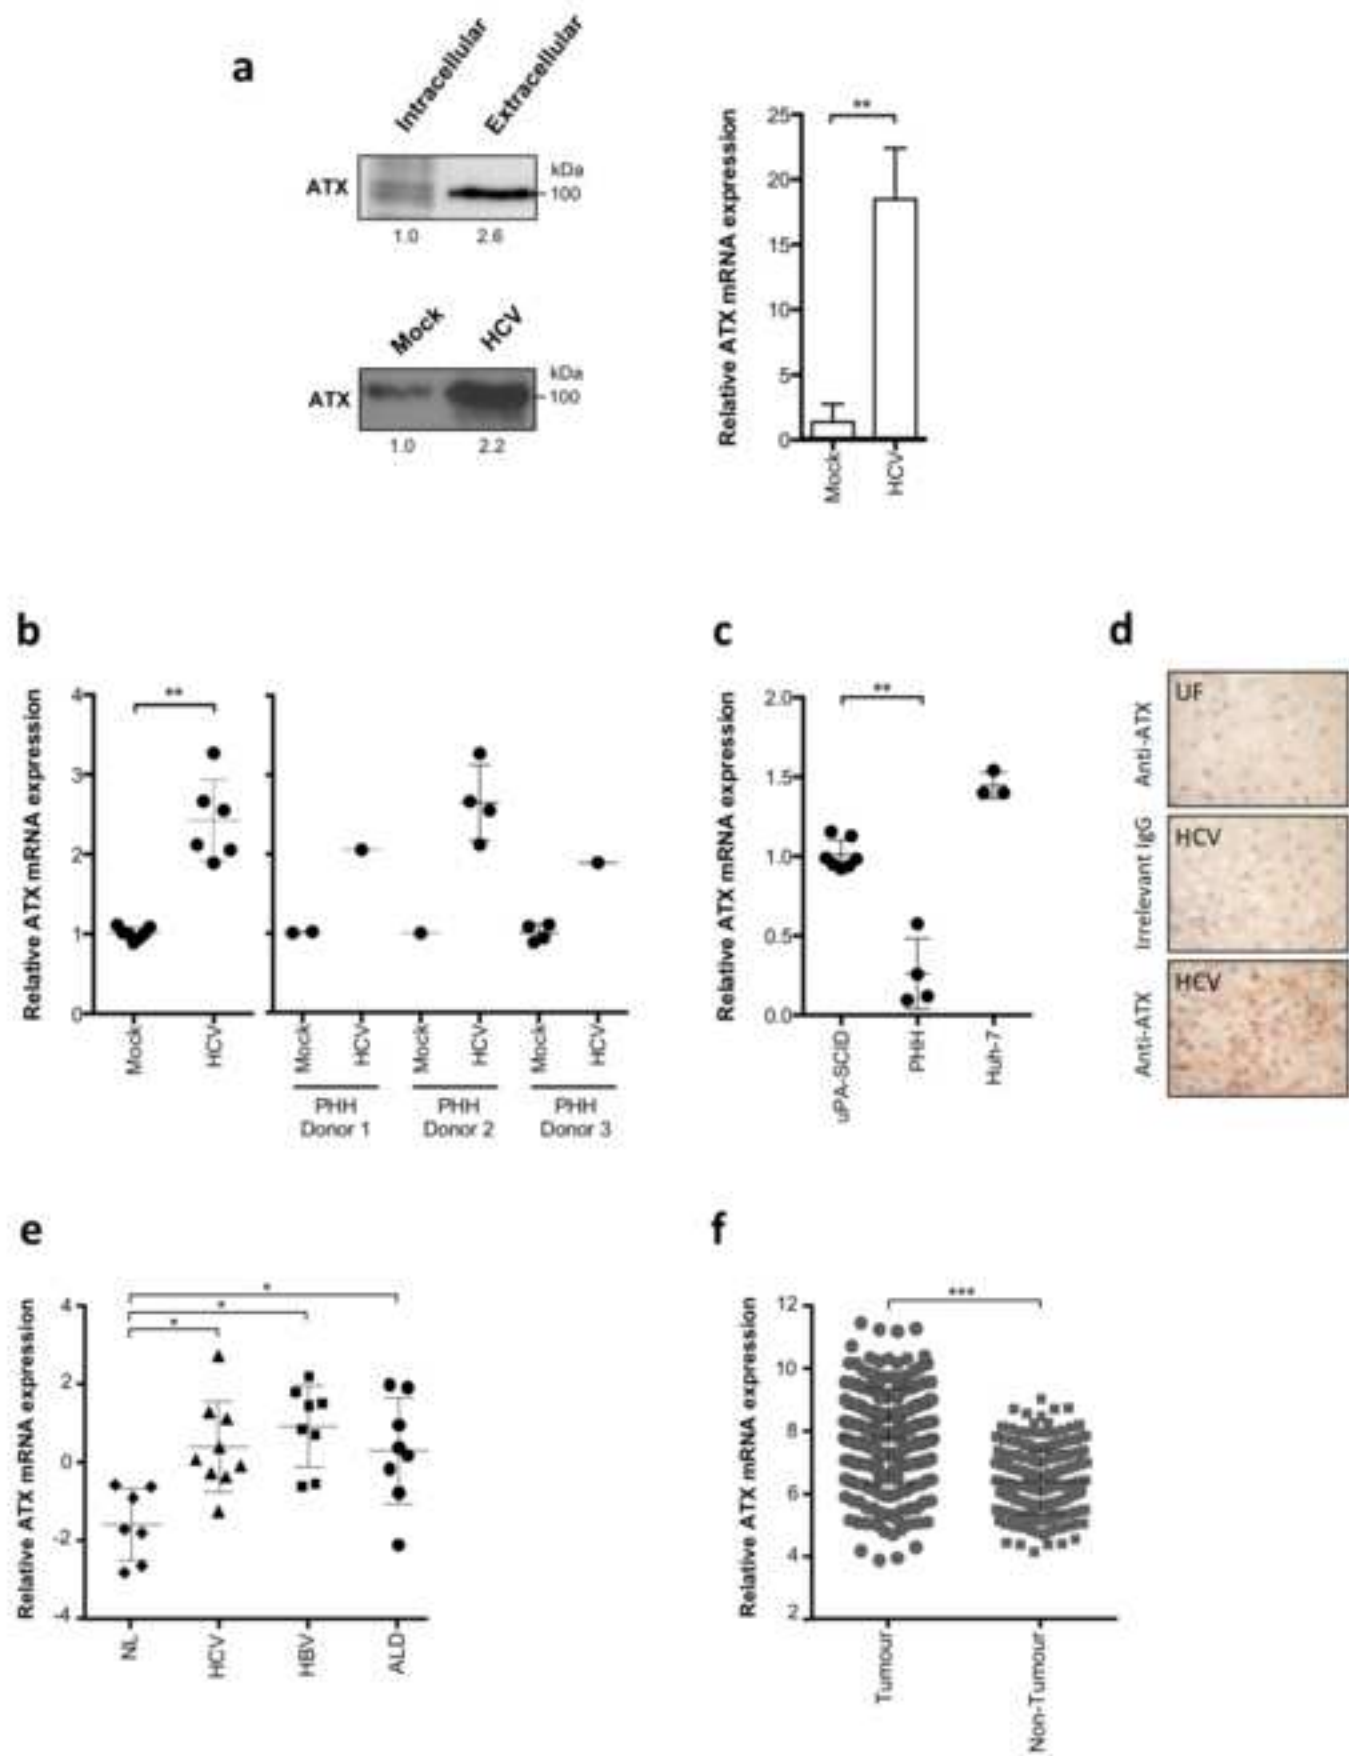 a
Intracellular
Extracellular
ATX
kDa
100
1.0
2.6
Mock
HCV
ATX
kDa
100
1.0
2.2
Relative ATX mRNA expression
25
20
15
10
5
0
**
Mock
HCV
b
Relative ATX mRNA expression
4
3
2
1
0
**
Mock
HCV
Mock
HCV
Mock
HCV
Mock
HCV
PHH
Donor 1
PHH
Donor 2
PHH
Donor 3
c
Relative ATX mRNA expression
2.0
1.5
1.0
0.5
0.0
**
uPA-SCID
PHH
Huh-7
d
Anti-ATX
UF
Irrelevant IgG
HCV
Anti-ATX
HCV
e
Relative ATX mRNA expression
4
2
0
-2
-4
*
*
*
NL
HCV
HBV
ALD
f
Relative ATX mRNA expression
12
10
8
6
4
2
***
Tumour
Non-Tumour